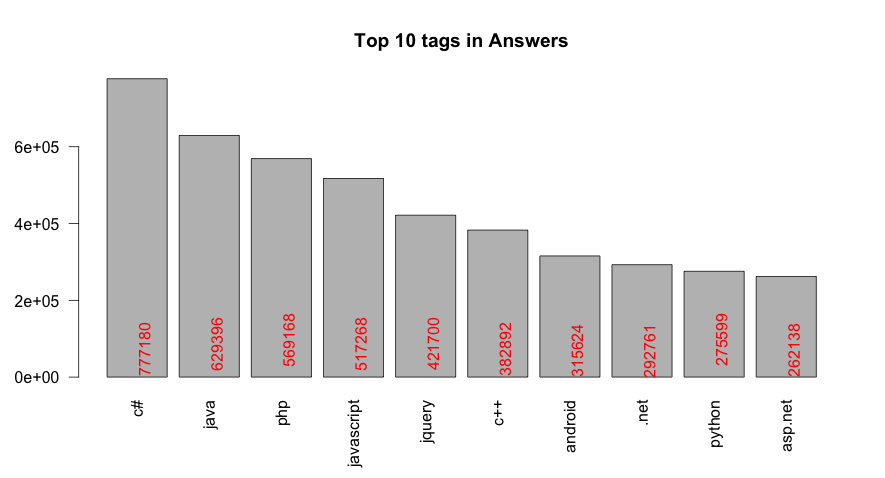 Top 10 tags in Answers
6e+05
4e+05
2e+05
0e+00
777180
629396
569168
517268
421700
382892
315624
292761
275599
262138
c#
java
php
javascript
jquery
c++
android
.net
python
asp.net